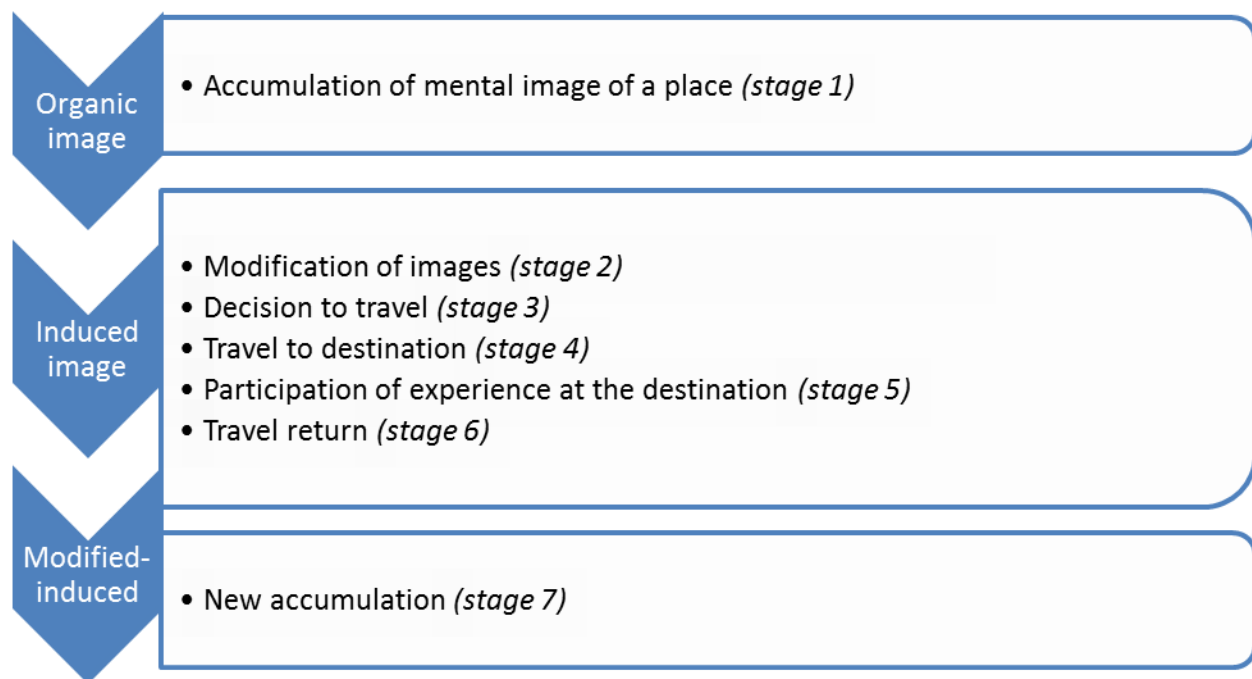 Organic
image
• Accumulation of mental image of a place (stage 1)
Induced
image
• Modification of images (stage 2)
• Decision to travel (stage 3)
• Travel to destination (stage 4)
• Participation of experience at the destination (stage 5)
• Travel return (stage 6)
Modified-
induced
• New accumulation (stage 7)